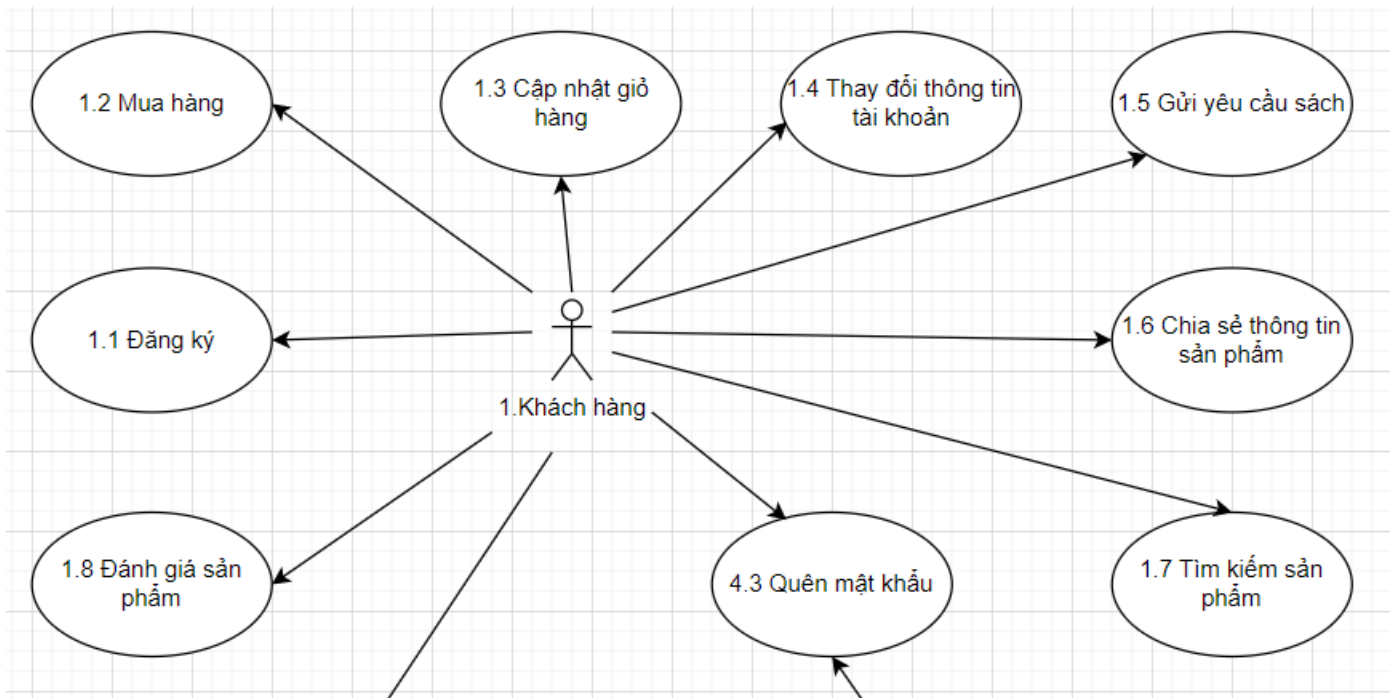 1.2 Mua hàng
1.3 Cập nhật giỏ
hàng
1.4 Thay đổi thông tin
tài khoản
1.5 Gửi yêu cầu sách
1.1 Đăng ký
1.6 Chia sẻ thông tin
sản phẩm
1.Khách hàng
1.8 Đánh giá sản
phẩm
4.3 Quên mật khẩu
1.7 Tìm kiếm sản
phẩm